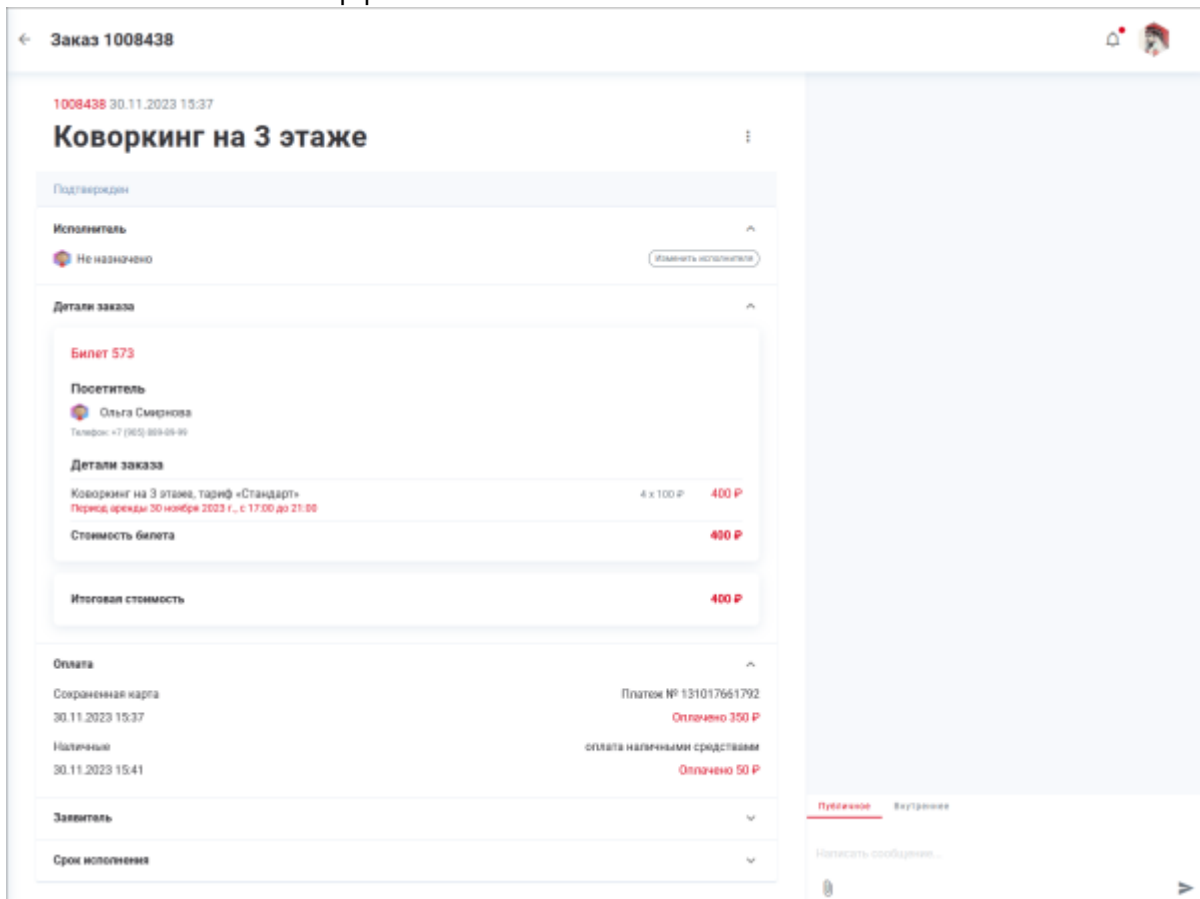 Заказ 1008438
1008438 30.11.2023 15:37
Коворкинг на 3 этаже
Подтвержден
Исполнитель
Не назначено
Изменить исполнителя
Детали заказа
Билет 573
Посетитель
Ольга Смирнова
Телефон: +7 (905) 889-89-99
Детали заказа
Коворкинг на 3 этаже, тариф «Стандарт» 4 x 100 ₽ 400 ₽
Период аренды 30 ноября 2023 г., с 17:00 до 21:00
Стоимость билета 400 ₽
Итоговая стоимость 400 ₽
Оплата
Сохраненная карта Платеж № 131017661792
30.11.2023 15:37 Оплачено 350 ₽
Наличные оплата наличными средствами
30.11.2023 15:41 Оплачено 50 ₽
Заявитель
Срок исполнения
Публичное Внутреннее
Написать сообщение...